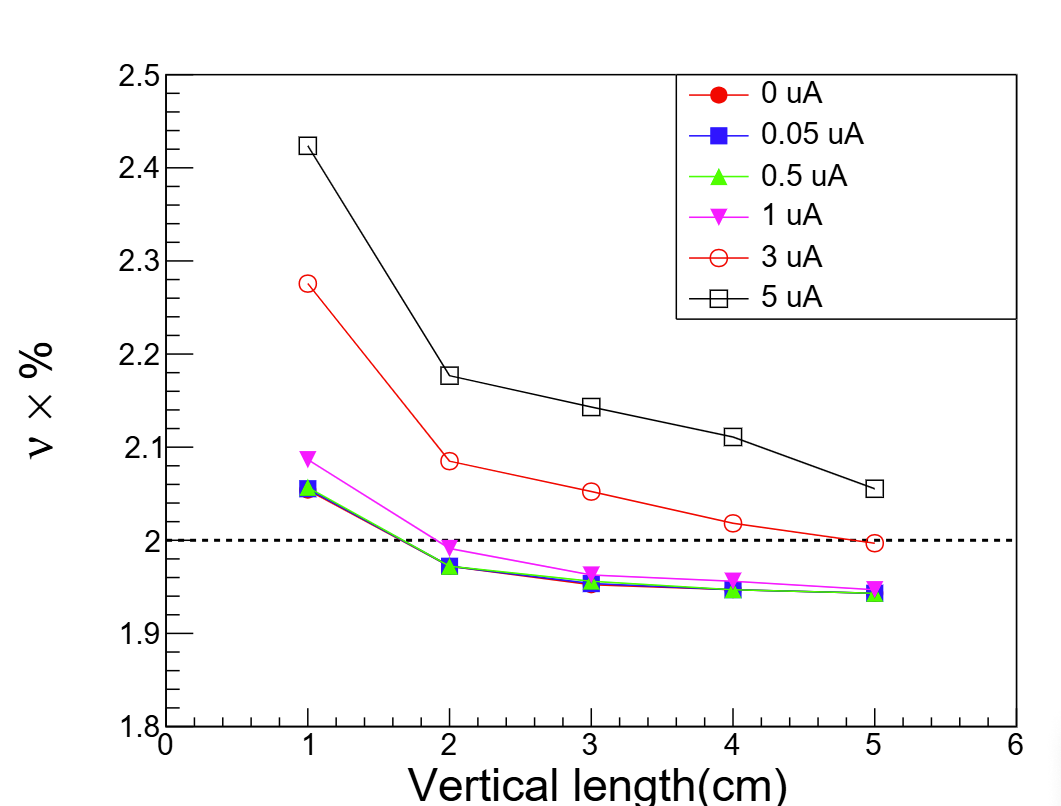 2.5
2.4
2.3
2.2
2.1
2
1.9
1.8
ν × %
0 uA
0.05 uA
0.5 uA
1 uA
3 uA
5 uA
0 1 2 3 4 5 6
Vertical length(cm)